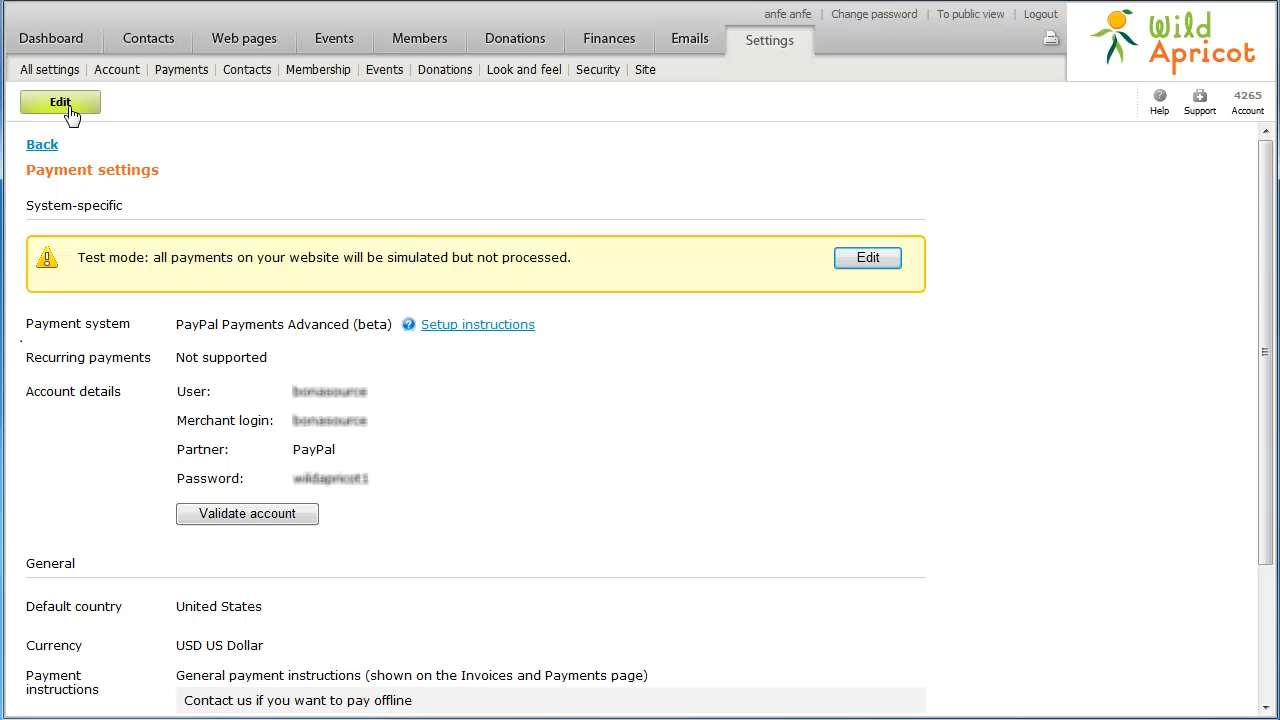 anfe anfe | Change password | To public view | Logout
Dashboard Contacts Web pages Events Members Donations Finances Emails Settings
Wild Apricot
All settings | Account | Payments | Contacts | Membership | Events | Donations | Look and feel | Security | Site
Edit
4265
Help Support Account
Back
Payment settings
System-specific
Test mode: all payments on your website will be simulated but not processed. Edit
Payment system PayPal Payments Advanced (beta) ? Setup instructions
Recurring payments Not supported
Account details User:
Merchant login:
Partner: PayPal
Password:
Validate account
General
Default country United States
Currency USD US Dollar
Payment instructions General payment instructions (shown on the Invoices and Payments page)
Contact us if you want to pay offline